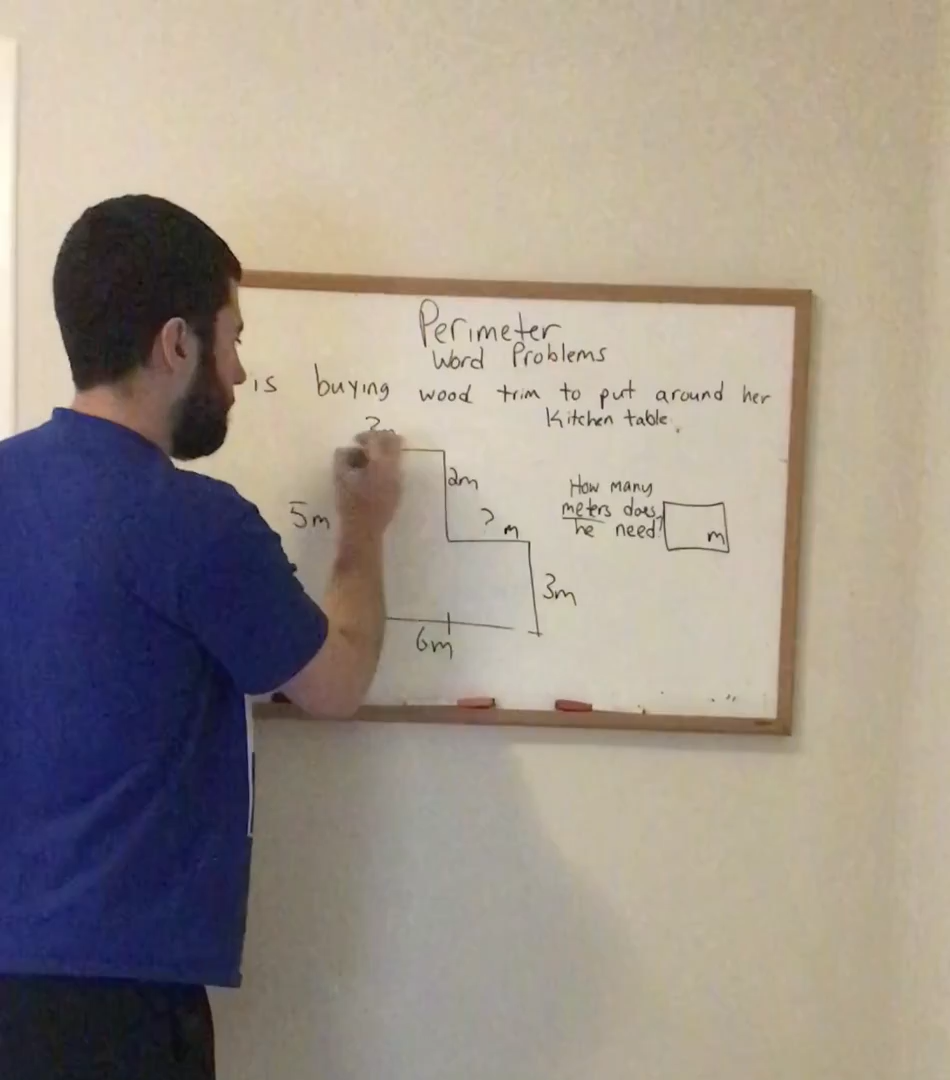 Perimeter
Word Problems
is buying wood trim to put around her
Kitchen table.
2m
How many
5m
meters does
? m
he need?
m
3m
6m